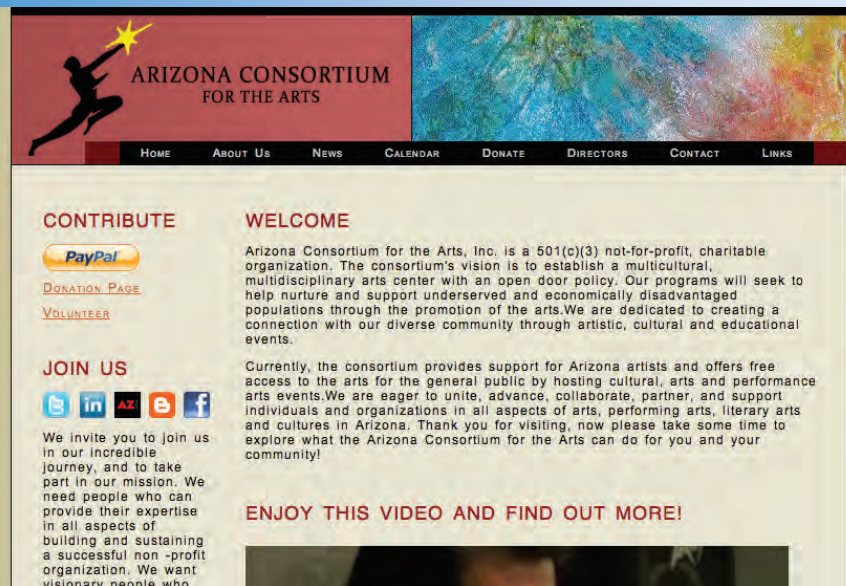 ARIZONA CONSORTIUM
FOR THE ARTS
HOME ABOUT US NEWS CALENDAR DONATE DIRECTORS CONTACT LINKS
CONTRIBUTE
PayPal
DONATION PAGE
VOLUNTEER
JOIN US
in AZ! f
We invite you to join us
in our incredible
journey, and to take
part in our mission. We
need people who can
provide their expertise
in all aspects of
building and sustaining
a successful non -profit
organization. We want
visionary people who
WELCOME
Arizona Consortium for the Arts, Inc. is a 501(c)(3) not-for-profit, charitable
organization. The consortium's vision is to establish a multicultural,
multidisciplinary arts center with an open door policy. Our programs will seek to
help nurture and support underserved and economically disadvantaged
populations through the promotion of the arts.We are dedicated to creating a
connection with our diverse community through artistic, cultural and educational
events.
Currently, the consortium provides support for Arizona artists and offers free
access to the arts for the general public by hosting cultural, arts and performance
arts events.We are eager to unite, advance, collaborate, partner, and support
individuals and organizations in all aspects of arts, performing arts, literary arts
and cultures in Arizona. Thank you for visiting, now please take some time to
explore what the Arizona Consortium for the Arts can do for you and your
community!
ENJOY THIS VIDEO AND FIND OUT MORE!